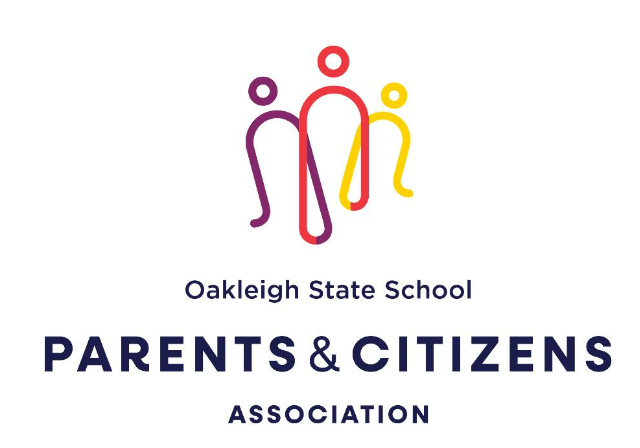 Oakleigh State School
PARENTS & CITIZENS
ASSOCIATION